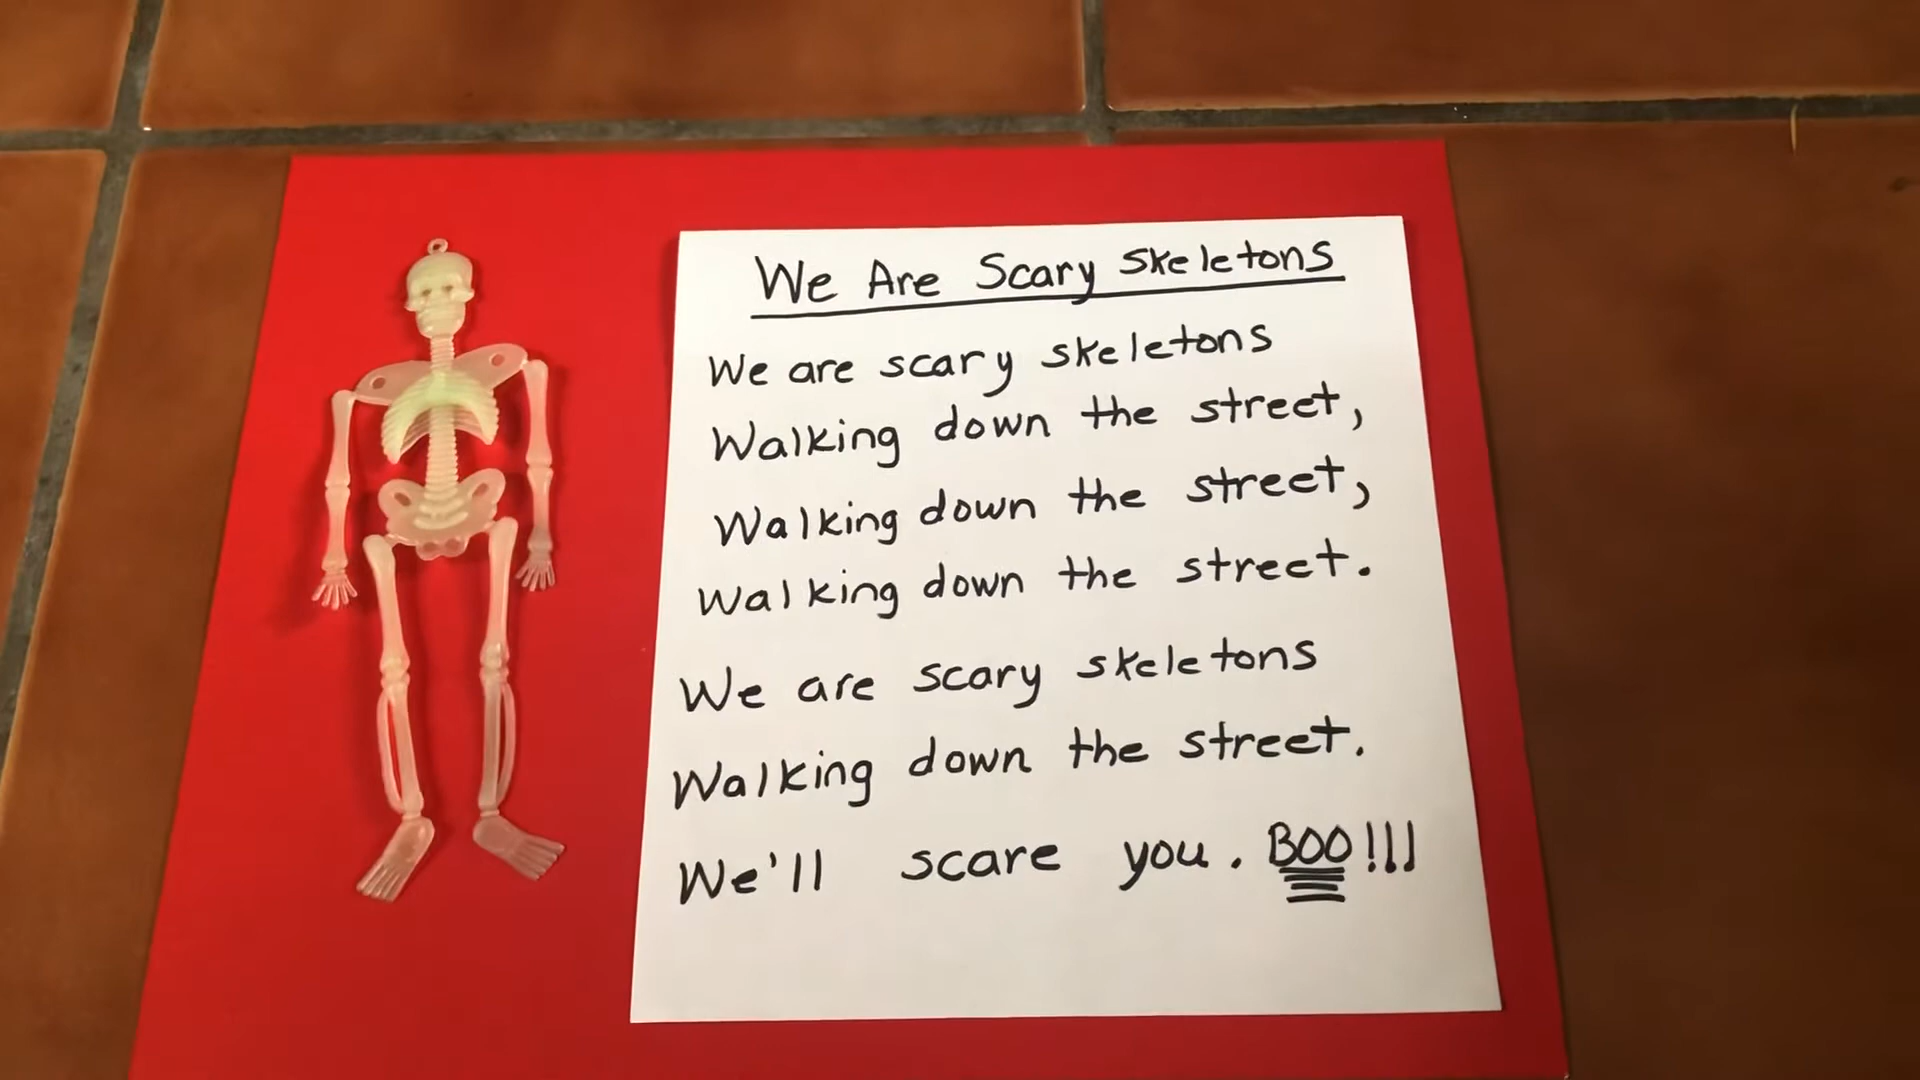 We Are Scary Skeletons
We are scary skeletons
Walking down the street,
Walking down the street,
Walking down the street.
We are scary skeletons
Walking down the street.
We'll scare you. BOO!!!